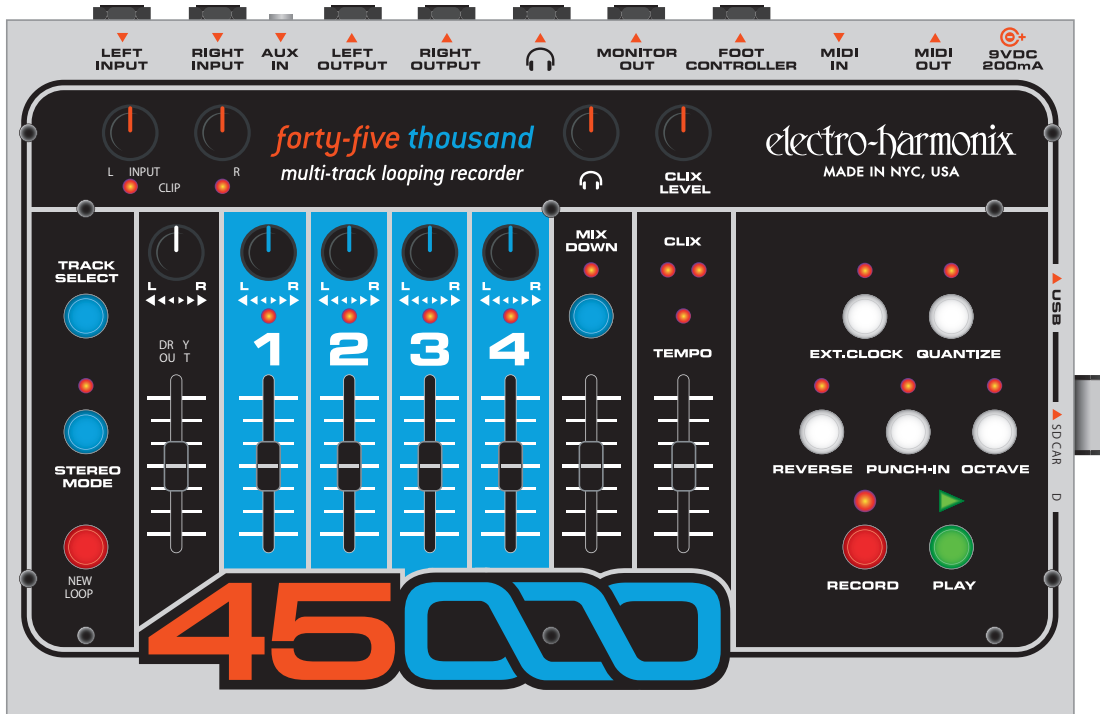 LEFT
INPUT
RIGHT
INPUT
AUX
IN
LEFT
OUTPUT
RIGHT
OUTPUT
MONITOR
OUT
FOOT
CONTROLLER
MIDI
IN
MIDI
OUT
9VDC
200mA
forty-five thousand
multi-track looping recorder
L INPUT R
CLIP
CLIX
LEVEL
electro-harmonix
MADE IN NYC, USA
TRACK
SELECT
L R
L R
L R
L R
L R
MIX
DOWN
CLIX
1
2
3
4
DR Y
OU T
TEMPO
EXT.CLOCK
QUANTIZE
USB
STEREO
MODE
REVERSE
PUNCH-IN
OCTAVE
SD CAR D
NEW
LOOP
RECORD
PLAY
45000